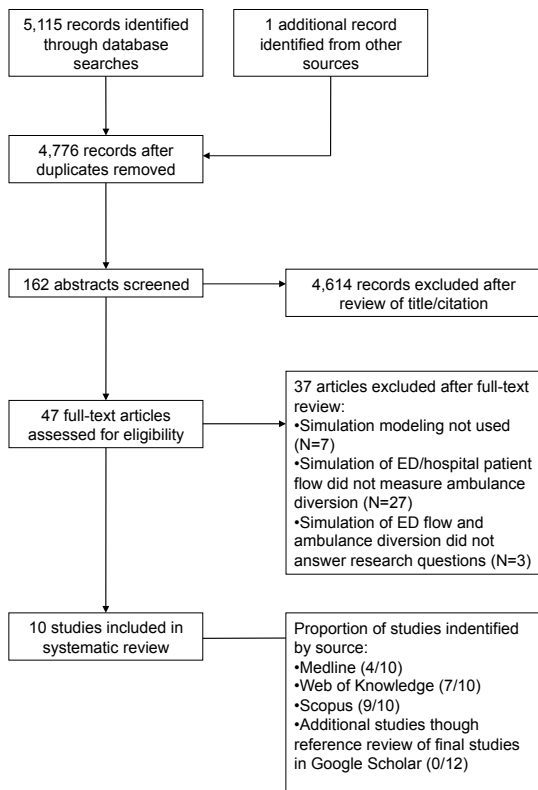 5,115 records identified
through database
searches
1 additional record
identified from other
sources
4,776 records after
duplicates removed
162 abstracts screened
4,614 records excluded after
review of title/citation
47 full-text articles
assessed for eligibility
37 articles excluded after full-text
review:
•Simulation modeling not used
(N=7)
•Simulation of ED/hospital patient
flow did not measure ambulance
diversion (N=27)
•Simulation of ED flow and
ambulance diversion did not
answer research questions (N=3)
10 studies included in
systematic review
Proportion of studies indentified
by source:
•Medline (4/10)
•Web of Knowledge (7/10)
•Scopus (9/10)
•Additional studies though
reference review of final studies
in Google Scholar (0/12)